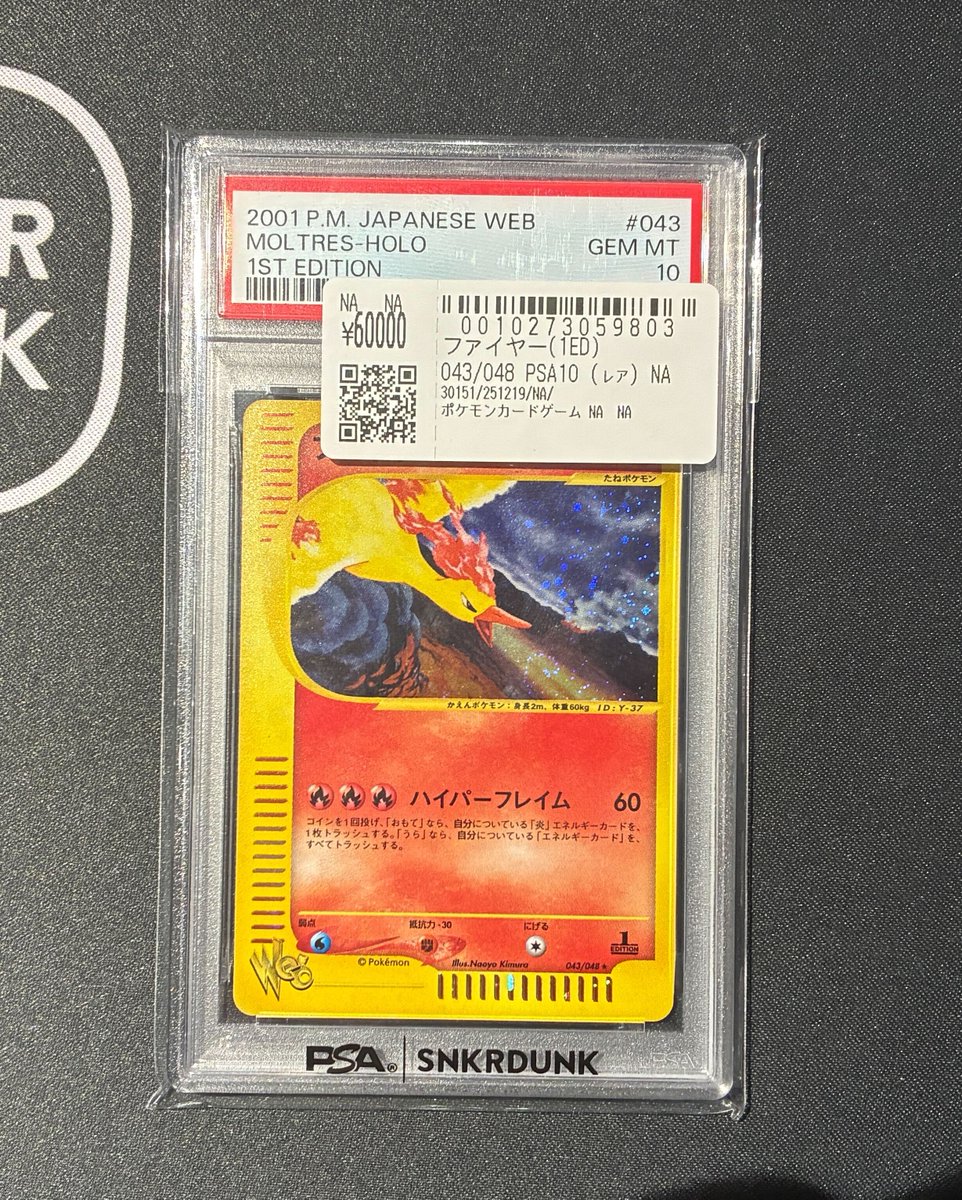 2001 P.M. JAPANESE WEB #043
MOLTRES-HOLO GEM MT
1ST EDITION 10
NA NA
¥60000
0010273059803
ファイヤー(1ED)
043/048 PSA10 (レア) NA
30151/251219/NA/
ポケモンカードゲーム NA NA
たねポケモン
かえんポケモン：身長2m、体重60kg ID:Y-37
ハイパーフレイム 60
コインを1回投げ、「おもて」なら、自分についている「炎」エネルギーカードを、
1枚トラッシュする。「うら」なら、自分についている「エネルギーカード」を、
すべてトラッシュする。
弱点 抵抗力-30 にげる
1
EDITION
Web
©Pokémon Illus.Naoyo Kimura 043/048 ★
PSA® SNKRDUNK
PSA
R
K